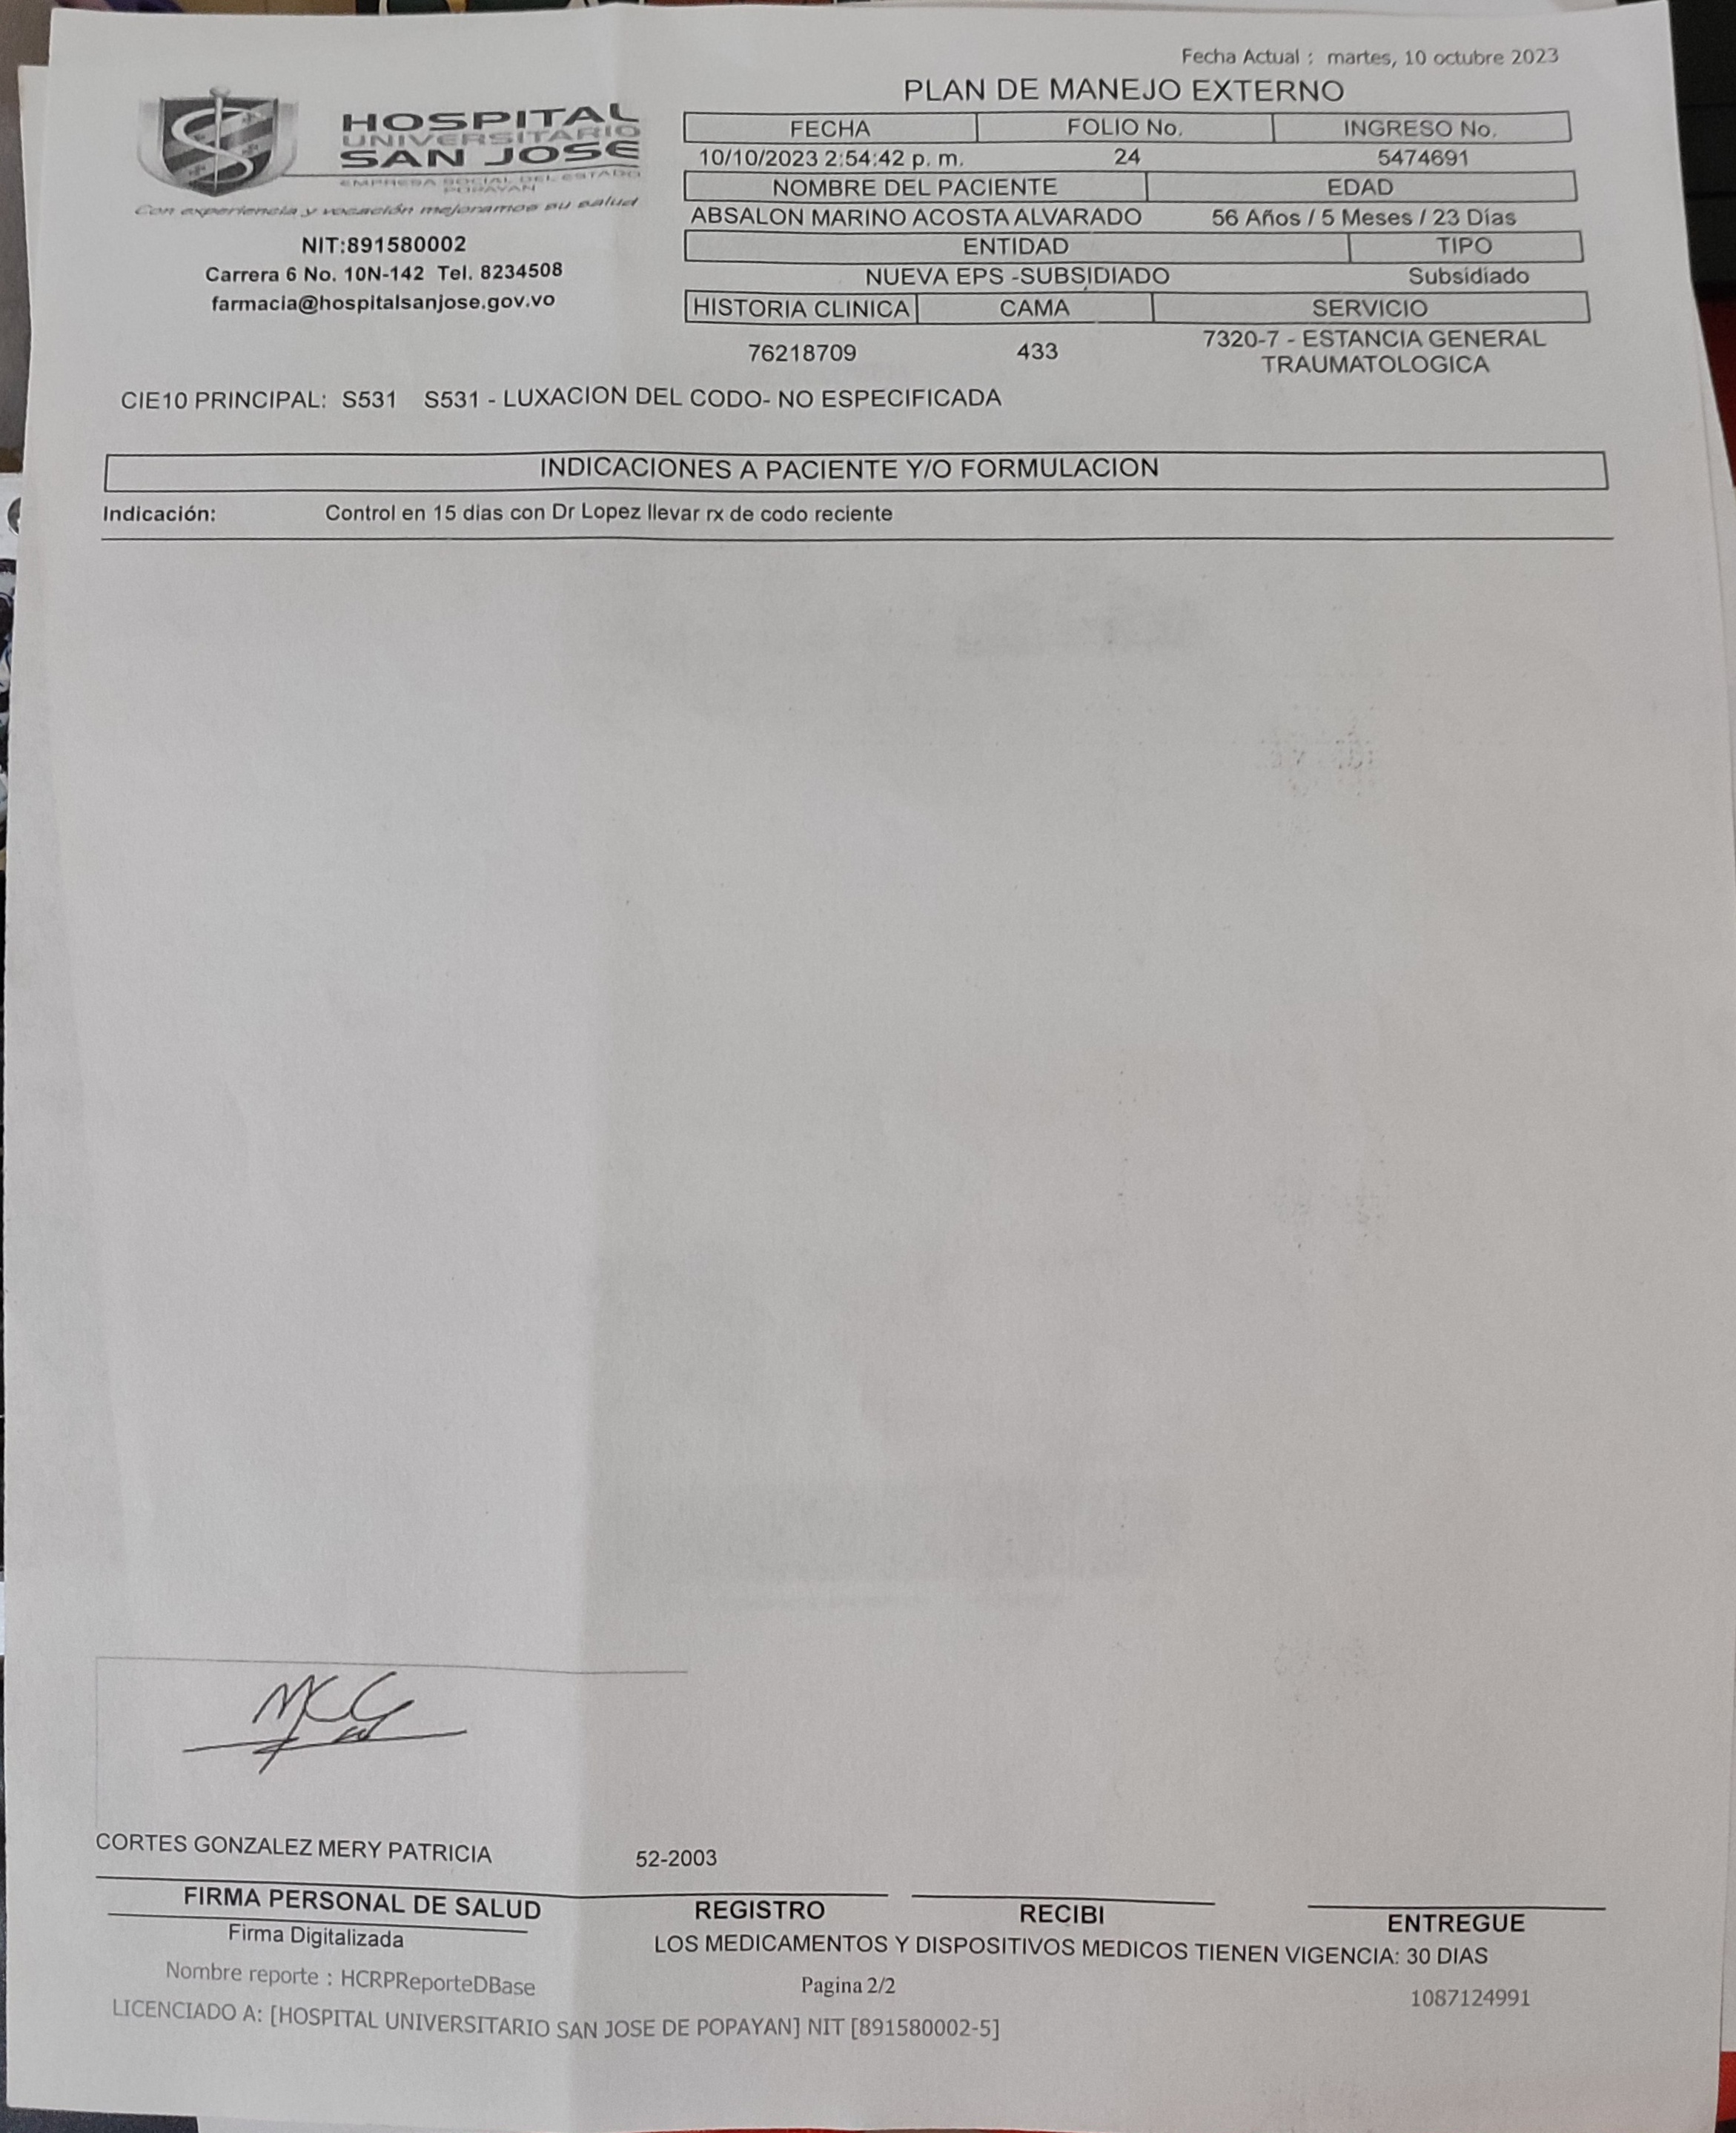 Fecha Actual : martes, 10 octubre 2023
PLAN DE MANEJO EXTERNO
HOSPITAL
UNIVERSITARIO
SAN JOSE
EMPRESA SOCIAL DEL ESTADO
POPAYAN
Con experiencia y vocación mejoramos su salud
NIT:891580002
Carrera 6 No. 10N-142 Tel. 8234508
farmacia@hospitalsanjose.gov.vo
FECHA FOLIO No. INGRESO No.
10/10/2023 2:54:42 p. m. 24 5474691
NOMBRE DEL PACIENTE EDAD
ABSALON MARINO ACOSTA ALVARADO 56 Años / 5 Meses / 23 Días
ENTIDAD TIPO
NUEVA EPS -SUBSIDIADO Subsidiado
HISTORIA CLINICA CAMA SERVICIO
76218709 433 7320-7 - ESTANCIA GENERAL
TRAUMATOLOGICA
CIE10 PRINCIPAL: S531 S531 - LUXACION DEL CODO- NO ESPECIFICADA
INDICACIONES A PACIENTE Y/O FORMULACION
Indicación: Control en 15 dias con Dr Lopez llevar rx de codo reciente
CORTES GONZALEZ MERY PATRICIA 52-2003
FIRMA PERSONAL DE SALUD REGISTRO RECIBI ENTREGUE
Firma Digitalizada
LOS MEDICAMENTOS Y DISPOSITIVOS MEDICOS TIENEN VIGENCIA: 30 DIAS
Nombre reporte : HCRPReporteDBase Pagina 2/2 1087124991
LICENCIADO A: [HOSPITAL UNIVERSITARIO SAN JOSE DE POPAYAN] NIT [891580002-5]